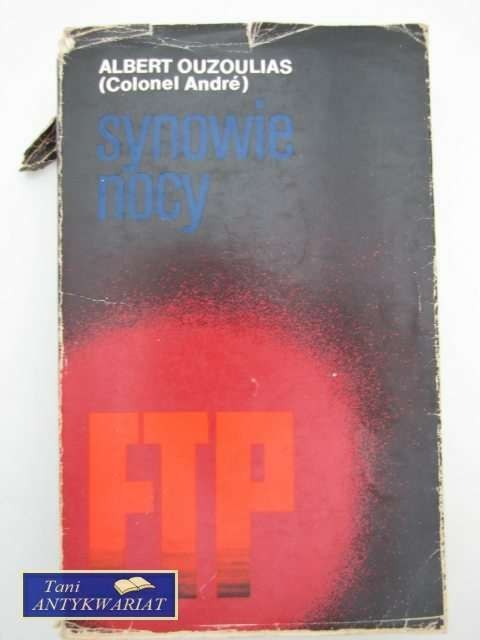 ALBERT OUZOULIAS
(Colonel André)
synowie
nocy
FTP
Tani
ANTYKWARIAT